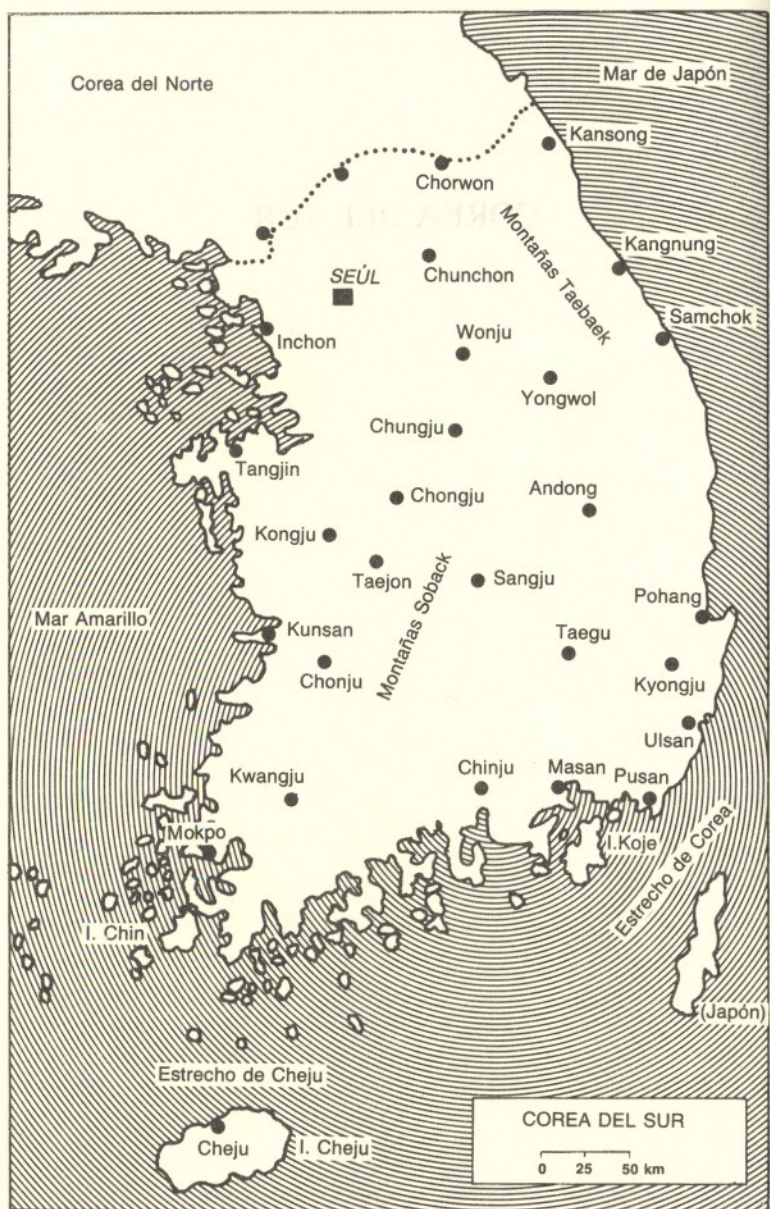 Corea del Norte
Mar de Japón
Kansong
Chorwon
Montañas Taebaek
Kangnung
Chunchon
SEÚL
Samchok
Inchon
Wonju
Yongwol
Chungju
Tangjin
Chongju
Andong
Kongju
Taejon
Sangju
Montañas Soback
Pohang
Mar Amarillo
Kunsan
Taegu
Chonju
Kyongju
Ulsan
Kwangju
Chinju
Masan
Pusan
Mokpo
I.Koje
Estrecho de Corea
I. Chin
(Japón)
Estrecho de Cheju
Cheju
I. Cheju
COREA DEL SUR
0 25 50 km